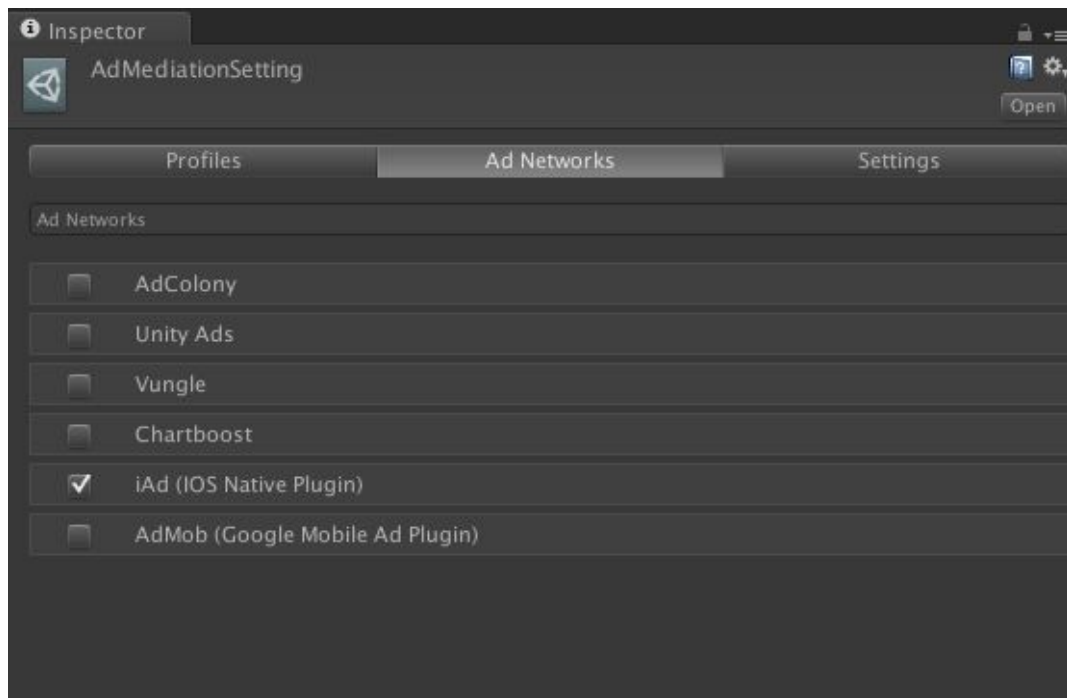 Inspector
AdMediationSetting
Open
Profiles Ad Networks Settings
Ad Networks
AdColony
Unity Ads
Vungle
Chartboost
iAd (IOS Native Plugin)
AdMob (Google Mobile Ad Plugin)